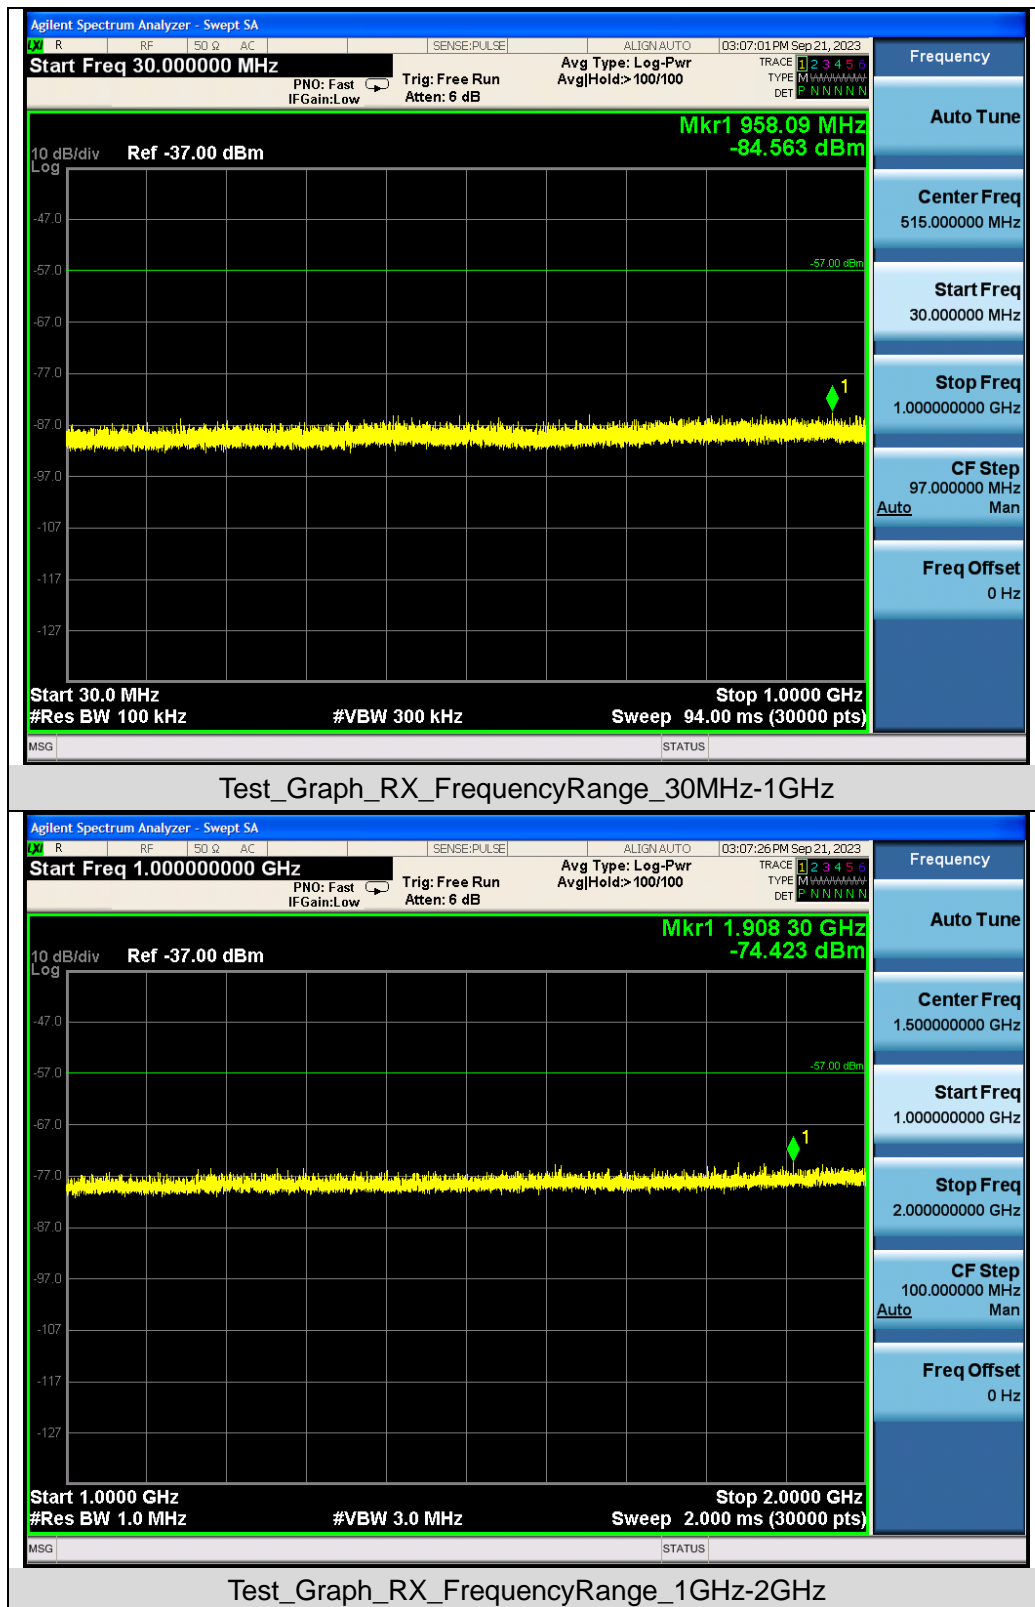 Agilent Spectrum Analyzer - Swept SA
LXI R RF 50 Ω AC SENSE:PULSE ALIGN AUTO 03:07:01 PM Sep 21, 2023
Start Freq 30.000000 MHz
PNO: Fast
IFGain:Low
Trig: Free Run
Atten: 6 dB
Avg Type: Log-Pwr
Avg|Hold:>100/100
TRACE 1 2 3 4 5 6
TYPE M WWWWW
DET P N N N N N
Mkr1 958.09 MHz
-84.563 dBm
10 dB/div Ref -37.00 dBm
Log
-47.0
-57.0
-57.00 dBm
-67.0
-77.0
1
-87.0
-97.0
-107
-117
-127
Start 30.0 MHz Stop 1.0000 GHz
#Res BW 100 kHz #VBW 300 kHz Sweep 94.00 ms (30000 pts)
MSG STATUS
Frequency
Auto Tune
Center Freq
515.000000 MHz
Start Freq
30.000000 MHz
Stop Freq
1.000000000 GHz
CF Step
97.000000 MHz
Auto Man
Freq Offset
0 Hz
Test_Graph_RX_FrequencyRange_30MHz-1GHz
Agilent Spectrum Analyzer - Swept SA
LXI R RF 50 Ω AC SENSE:PULSE ALIGN AUTO 03:07:26 PM Sep 21, 2023
Start Freq 1.000000000 GHz
PNO: Fast
IFGain:Low
Trig: Free Run
Atten: 6 dB
Avg Type: Log-Pwr
Avg|Hold:>100/100
TRACE 1 2 3 4 5 6
TYPE M WWWWW
DET P N N N N N
Mkr1 1.908 30 GHz
-74.423 dBm
10 dB/div Ref -37.00 dBm
Log
-47.0
-57.0
-57.00 dBm
-67.0
1
-77.0
-87.0
-97.0
-107
-117
-127
Start 1.0000 GHz Stop 2.0000 GHz
#Res BW 1.0 MHz #VBW 3.0 MHz Sweep 2.000 ms (30000 pts)
MSG STATUS
Frequency
Auto Tune
Center Freq
1.500000000 GHz
Start Freq
1.000000000 GHz
Stop Freq
2.000000000 GHz
CF Step
100.000000 MHz
Auto Man
Freq Offset
0 Hz
Test_Graph_RX_FrequencyRange_1GHz-2GHz